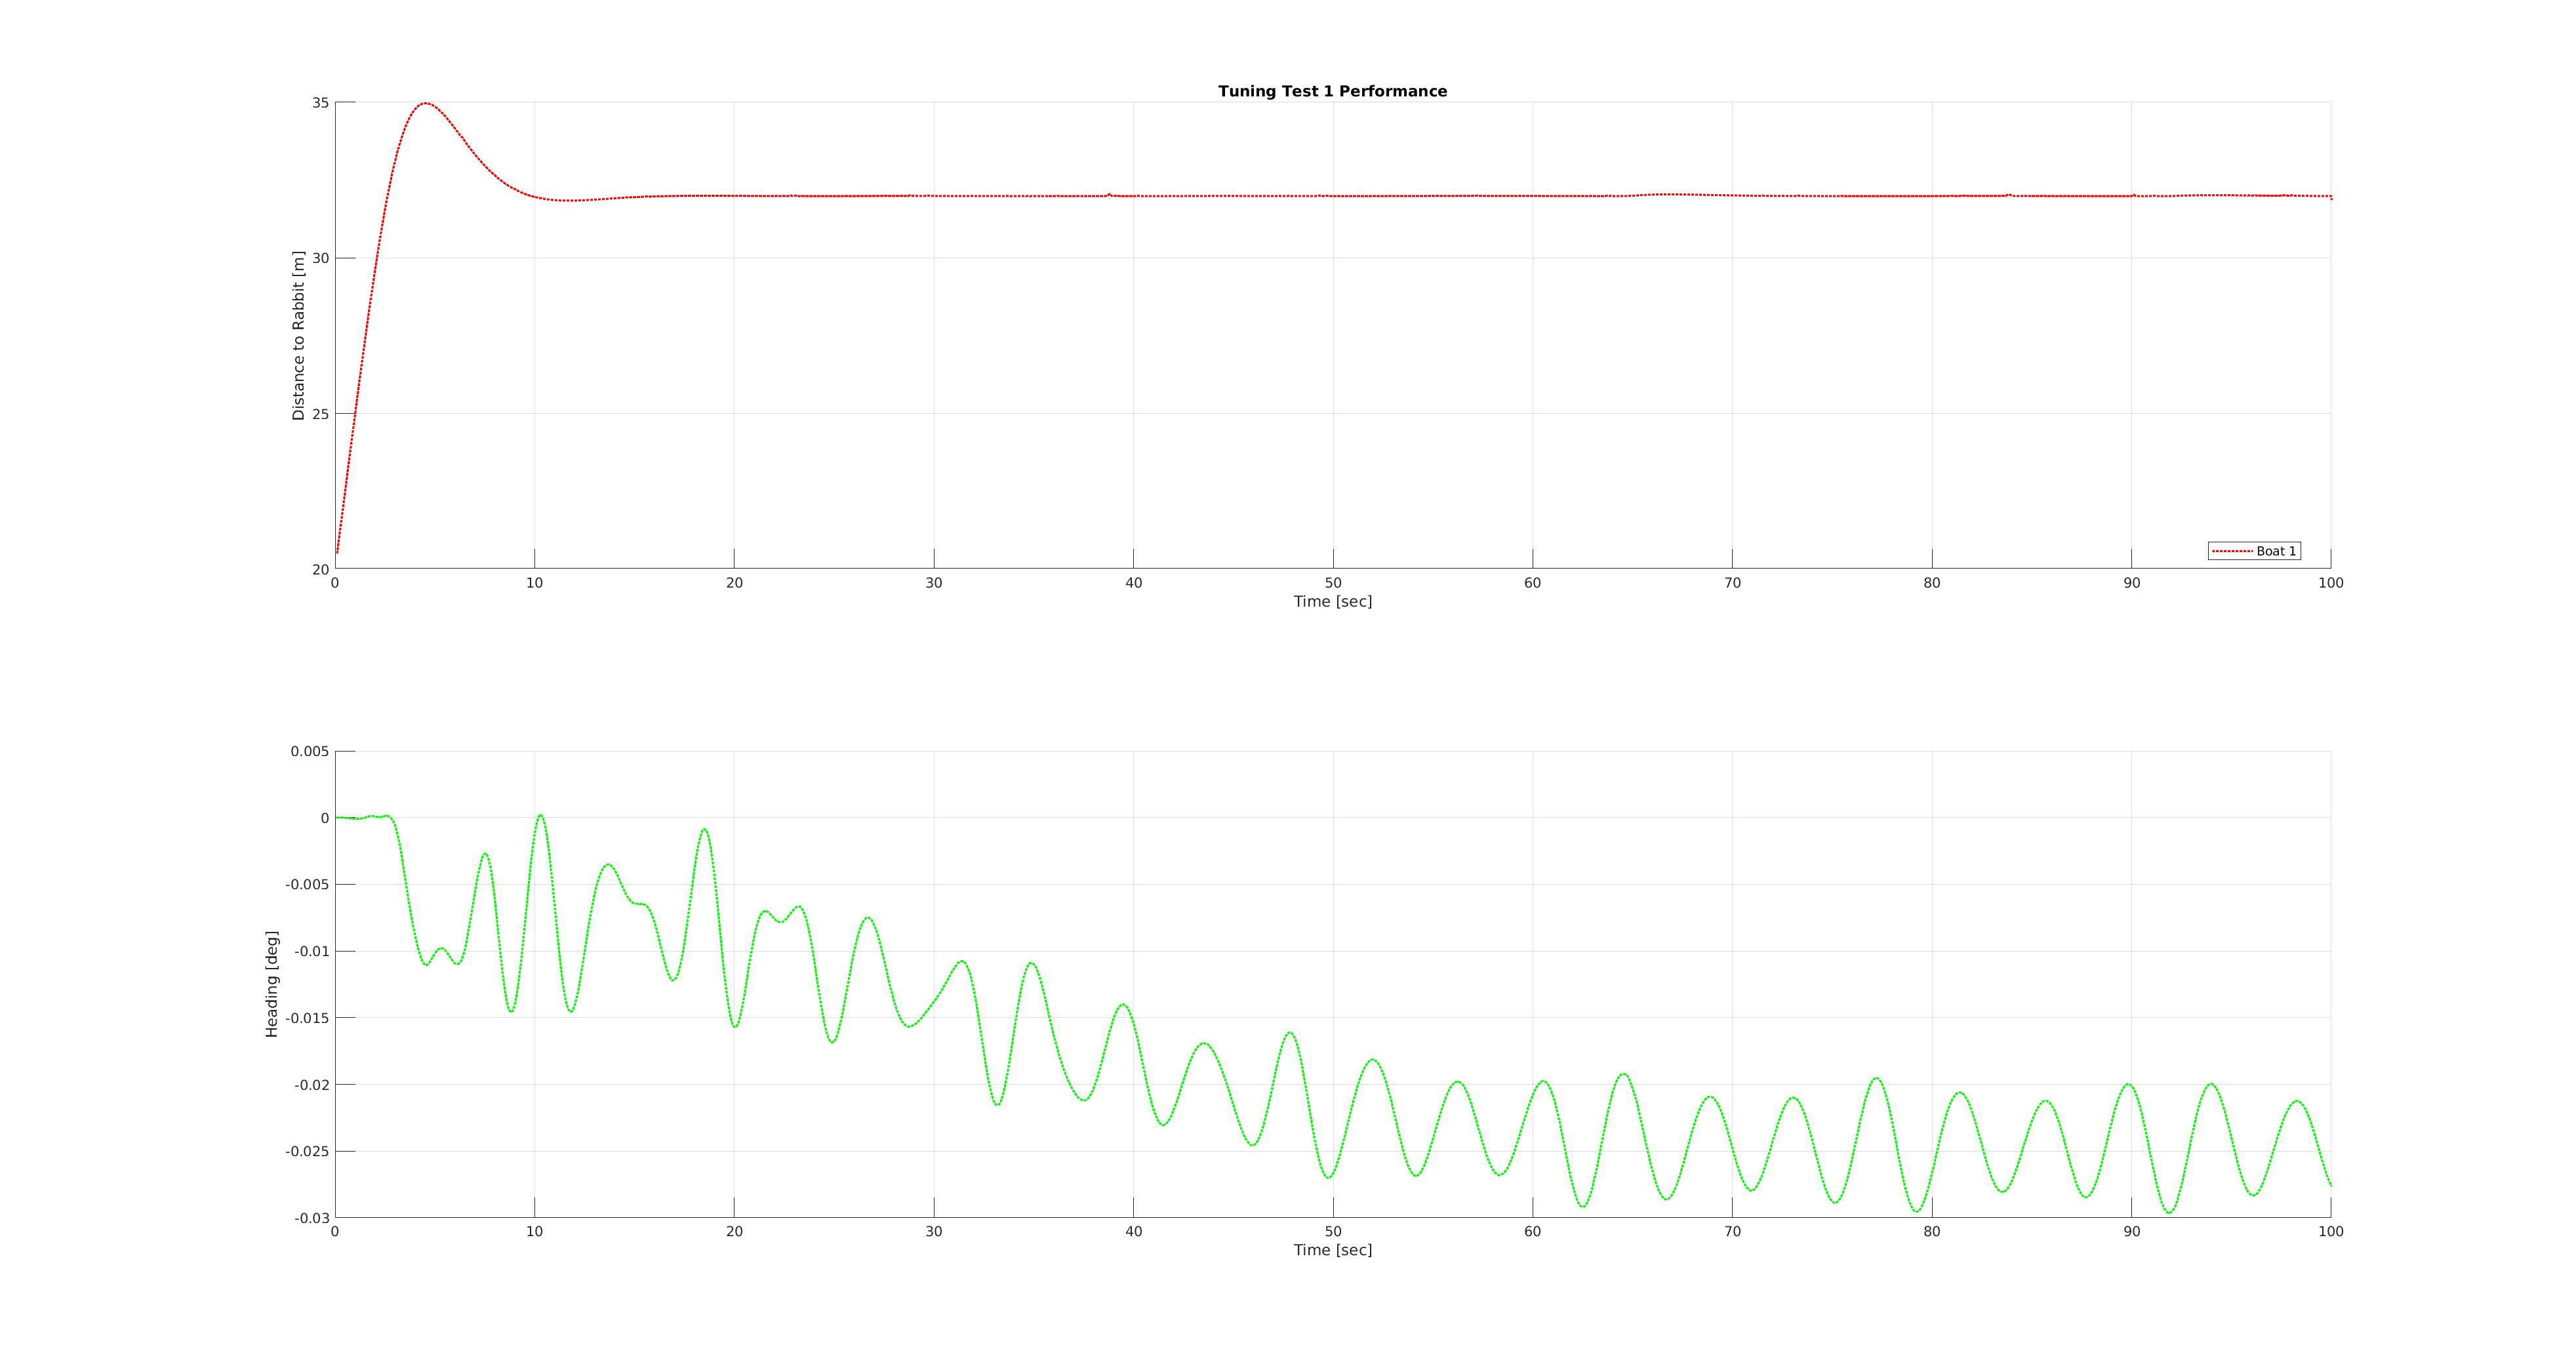 Tuning Test 1 Performance
35
30
25
20
Distance to Rabbit [m]
Boat 1
0 10 20 30 40 50 60 70 80 90 100
Time [sec]
0.005
0
-0.005
-0.01
-0.015
-0.02
-0.025
-0.03
Heading [deg]
0 10 20 30 40 50 60 70 80 90 100
Time [sec]